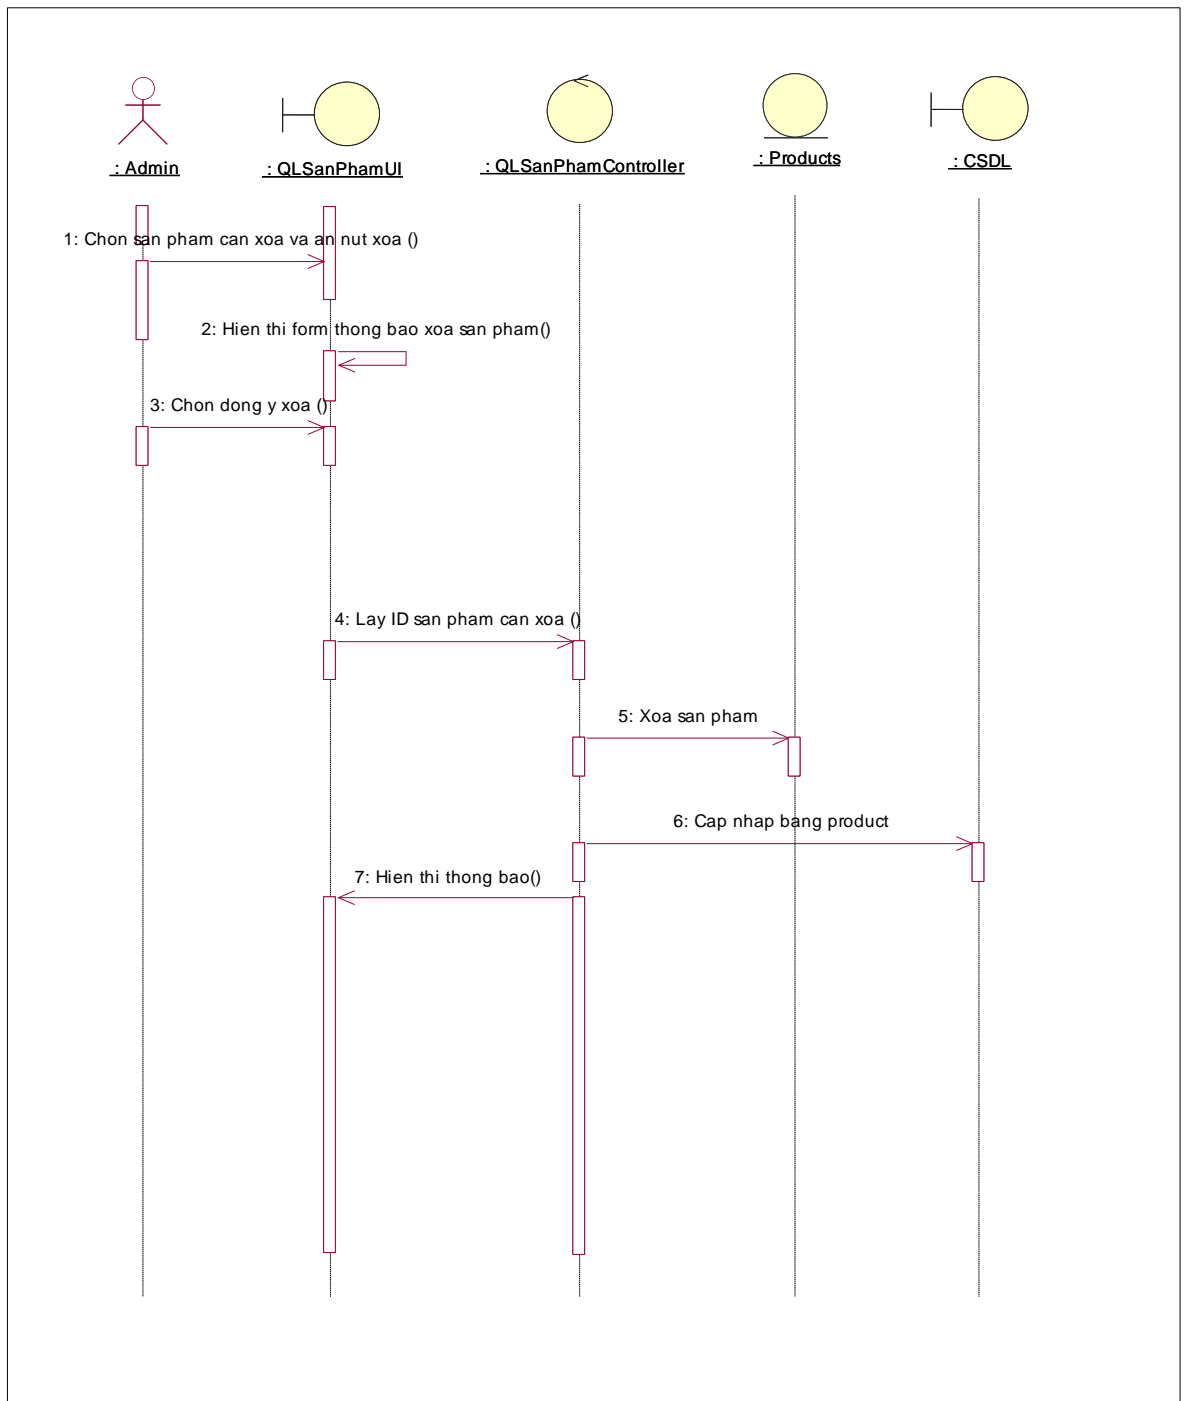 : Admin
: QLSanPhamUI
: QLSanPhamController
: Products
: CSDL
1: Chon san pham can xoa va an nut xoa ()
2: Hien thi form thong bao xoa san pham()
3: Chon dong y xoa ()
4: Lay ID san pham can xoa ()
5: Xoa san pham
6: Cap nhap bang product
7: Hien thi thong bao()